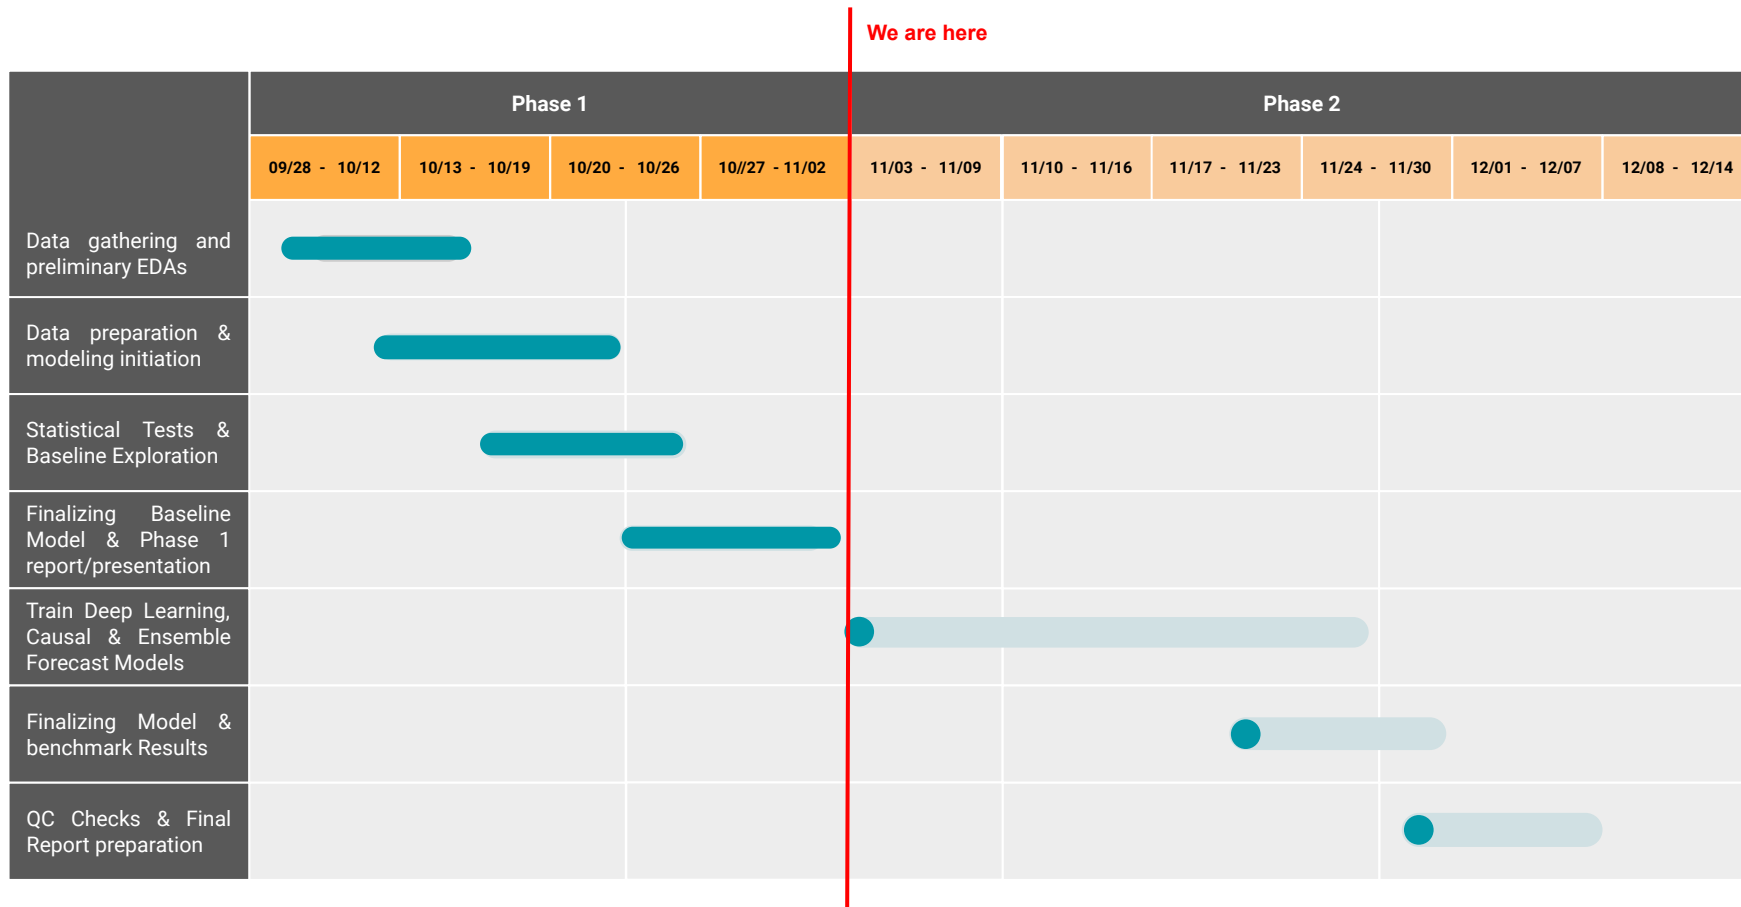 We are here
Phase 1
Phase 2
09/28 - 10/12
10/13 - 10/19
10/20 - 10/26
10//27 - 11/02
11/03 - 11/09
11/10 - 11/16
11/17 - 11/23
11/24 - 11/30
12/01 - 12/07
12/08 - 12/14
Data gathering and
preliminary EDAs
Data preparation &
modeling initiation
Statistical Tests &
Baseline Exploration
Finalizing Baseline
Model & Phase 1
report/presentation
Train Deep Learning,
Causal & Ensemble
Forecast Models
Finalizing Model &
benchmark Results
QC Checks & Final
Report preparation